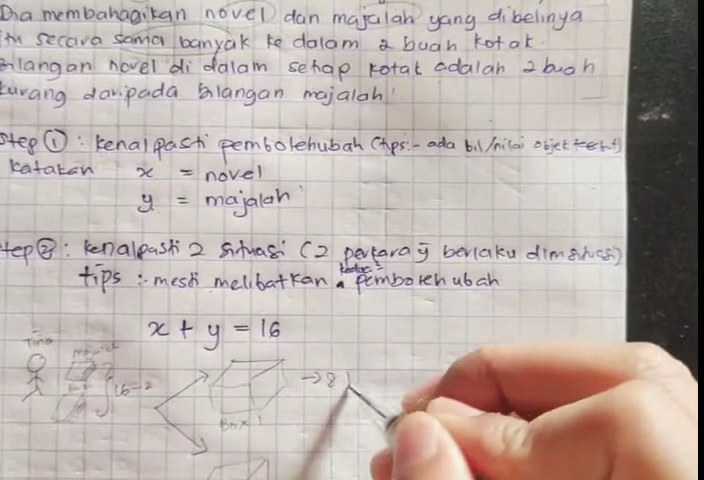 Dia membahagikan novel dan majalah yang dibelinya
itu secara sama banyak ke dalam 2 buah kotak.
Bilangan novel di dalam setiap kotak adalah 2 buah
kurang daripada bilangan majalah
Step ① : kenalpasti pembolehubah (tips:- ada bil/nilai objek
katakan x = novel
y = majalah
Step ② : kenalpasti 2 situasi (2 perkara yg berlaku dlm situasi)
tips :- mesti melibatkan kedua-2 pembolehubah
x + y = 16
Tina
16÷2
→ 8
Box 1